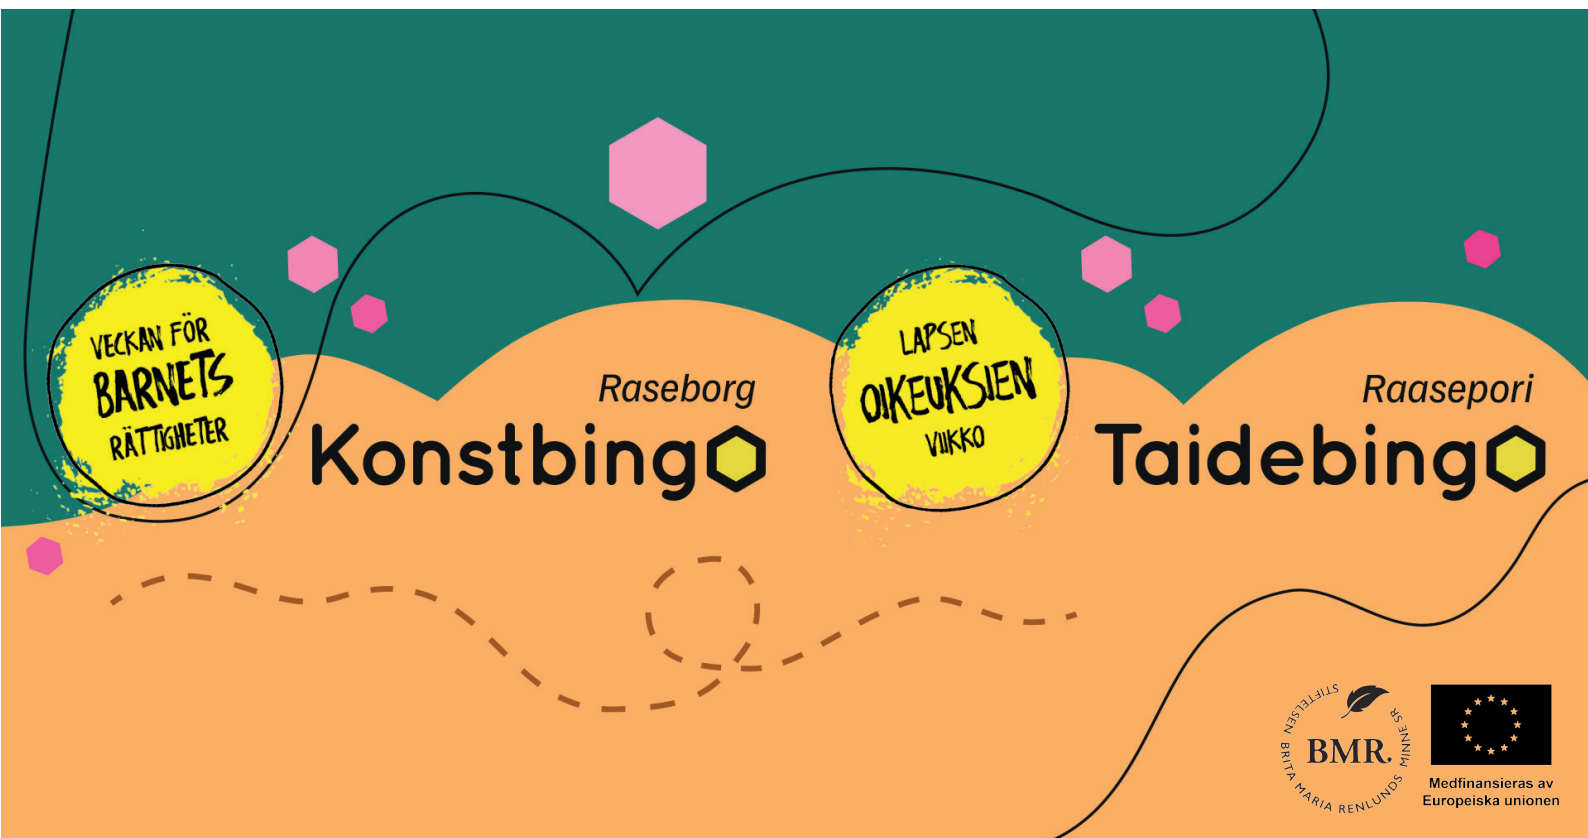 VECKAN FÖR
BARNETS
RÄTTIGHETER
Raseborg
Konstbingo
LAPSEN
OIKEUKSIEN
VIIKKO
Raasepori
Taidebingo
STIFTELSEN BRITA MARIA RENLUNDS MINNE SR
BMR.
Medfinansieras av
Europeiska unionen